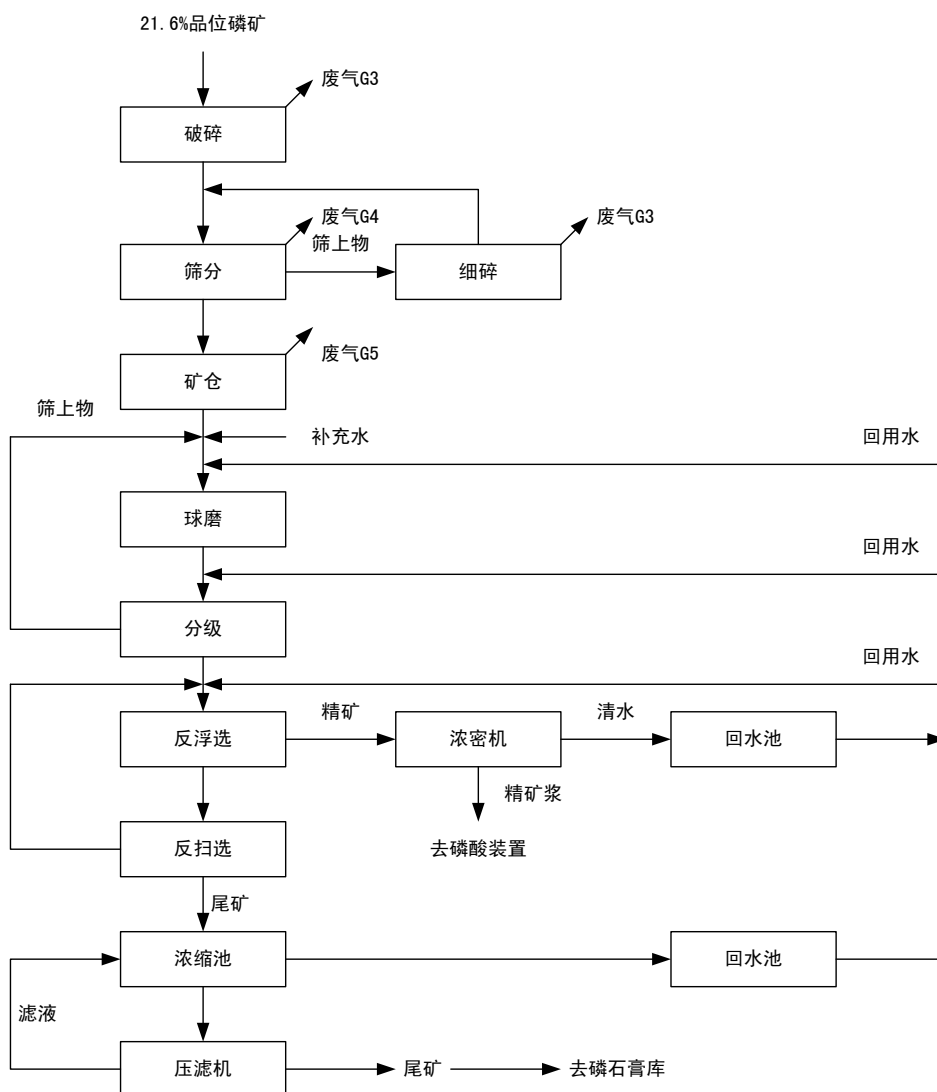 21.6%品位磷矿
废气G3
破碎
废气G4
废气G3
筛上物
筛分
细碎
废气G5
矿仓
筛上物
补充水
回用水
球磨
回用水
分级
回用水
精矿
清水
反浮选
浓密机
回水池
精矿浆
反扫选
去磷酸装置
尾矿
浓缩池
回水池
滤液
压滤机
尾矿
去磷石膏库